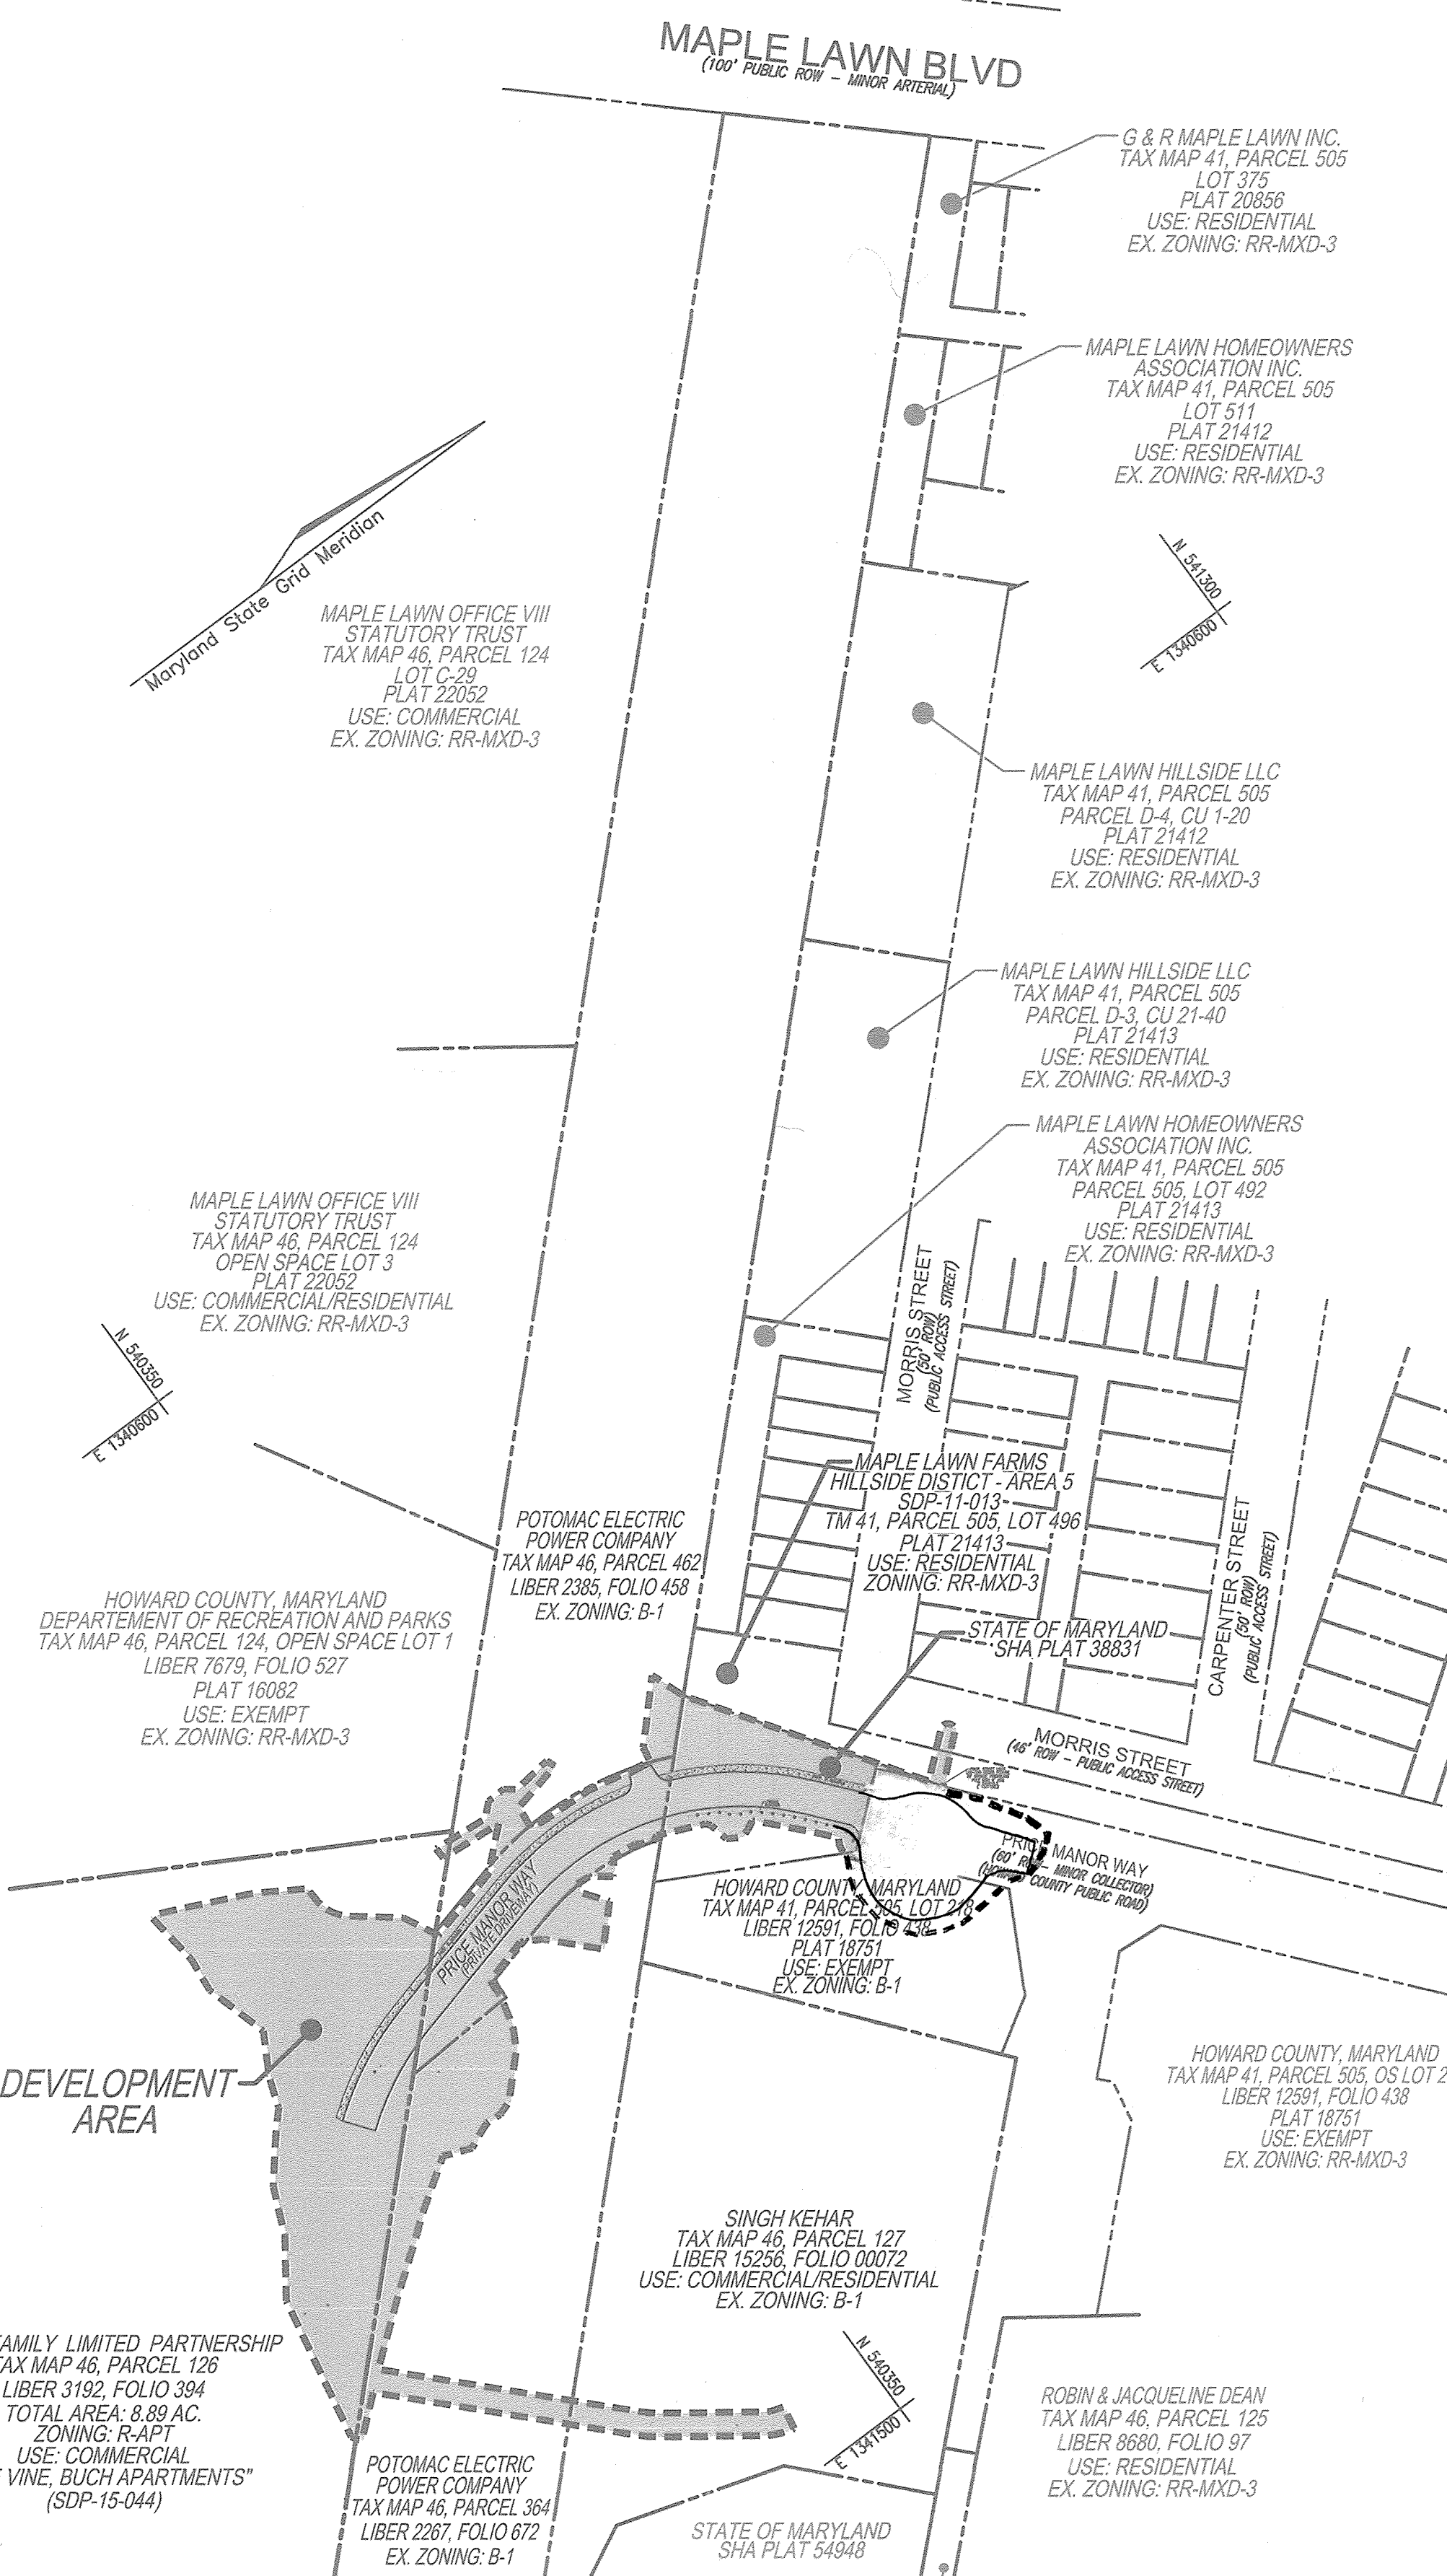 MAPLE LAWN BLVD
(100' PUBLIC ROW – MINOR ARTERIAL)
G & R MAPLE LAWN INC.
TAX MAP 41, PARCEL 505
LOT 375
PLAT 20856
USE: RESIDENTIAL
EX. ZONING: RR-MXD-3
MAPLE LAWN HOMEOWNERS
ASSOCIATION INC.
TAX MAP 41, PARCEL 505
LOT 511
PLAT 21412
USE: RESIDENTIAL
EX. ZONING: RR-MXD-3
Maryland State Grid Meridian
N 541300
E 1340600
MAPLE LAWN OFFICE VIII
STATUTORY TRUST
TAX MAP 46, PARCEL 124
LOT C-29
PLAT 22052
USE: COMMERCIAL
EX. ZONING: RR-MXD-3
MAPLE LAWN HILLSIDE LLC
TAX MAP 41, PARCEL 505
PARCEL D-4, CU 1-20
PLAT 21412
USE: RESIDENTIAL
EX. ZONING: RR-MXD-3
MAPLE LAWN HILLSIDE LLC
TAX MAP 41, PARCEL 505
PARCEL D-3, CU 21-40
PLAT 21413
USE: RESIDENTIAL
EX. ZONING: RR-MXD-3
MAPLE LAWN HOMEOWNERS
ASSOCIATION INC.
TAX MAP 41, PARCEL 505
PARCEL 505, LOT 492
PLAT 21413
USE: RESIDENTIAL
EX. ZONING: RR-MXD-3
MAPLE LAWN OFFICE VIII
STATUTORY TRUST
TAX MAP 46, PARCEL 124
OPEN SPACE LOT 3
PLAT 22052
USE: COMMERCIAL/RESIDENTIAL
EX. ZONING: RR-MXD-3
N 540350
E 1340600
MORRIS STREET
(50' ROW)
(PUBLIC ACCESS STREET)
MAPLE LAWN FARMS
HILLSIDE DISTICT - AREA 5
SDP-11-013
TM 41, PARCEL 505, LOT 496
PLAT 21413
USE: RESIDENTIAL
ZONING: RR-MXD-3
POTOMAC ELECTRIC
POWER COMPANY
TAX MAP 46, PARCEL 462
LIBER 2385, FOLIO 458
EX. ZONING: B-1
CARPENTER STREET
(50' ROW)
(PUBLIC ACCESS STREET)
HOWARD COUNTY, MARYLAND
DEPARTEMENT OF RECREATION AND PARKS
TAX MAP 46, PARCEL 124, OPEN SPACE LOT 1
LIBER 7679, FOLIO 527
PLAT 16082
USE: EXEMPT
EX. ZONING: RR-MXD-3
STATE OF MARYLAND
SHA PLAT 38831
MORRIS STREET
(46' ROW – PUBLIC ACCESS STREET)
PRICE MANOR WAY
(60' ROW – MINOR COLLECTOR)
(HOWARD COUNTY PUBLIC ROAD)
HOWARD COUNTY, MARYLAND
TAX MAP 41, PARCEL 505, LOT 218
LIBER 12591, FOLIO 438
PLAT 18751
USE: EXEMPT
EX. ZONING: B-1
PRICE MANOR WAY
(PRIVATE DRIVEWAY)
DEVELOPMENT
AREA
HOWARD COUNTY, MARYLAND
TAX MAP 41, PARCEL 505, OS LOT 2
LIBER 12591, FOLIO 438
PLAT 18751
USE: EXEMPT
EX. ZONING: RR-MXD-3
SINGH KEHAR
TAX MAP 46, PARCEL 127
LIBER 15256, FOLIO 00072
USE: COMMERCIAL/RESIDENTIAL
EX. ZONING: B-1
N 540350
E 1341500
AMILY LIMITED PARTNERSHIP
TAX MAP 46, PARCEL 126
LIBER 3192, FOLIO 394
TOTAL AREA: 8.89 AC.
ZONING: R-APT
USE: COMMERCIAL
VINE, BUCH APARTMENTS"
(SDP-15-044)
ROBIN & JACQUELINE DEAN
TAX MAP 46. PARCEL 125
LIBER 8680, FOLIO 97
USE: RESIDENTIAL
EX. ZONING: RR-MXD-3
POTOMAC ELECTRIC
POWER COMPANY
TAX MAP 46, PARCEL 364
LIBER 2267, FOLIO 672
EX. ZONING: B-1
STATE OF MARYLAND
SHA PLAT 54948